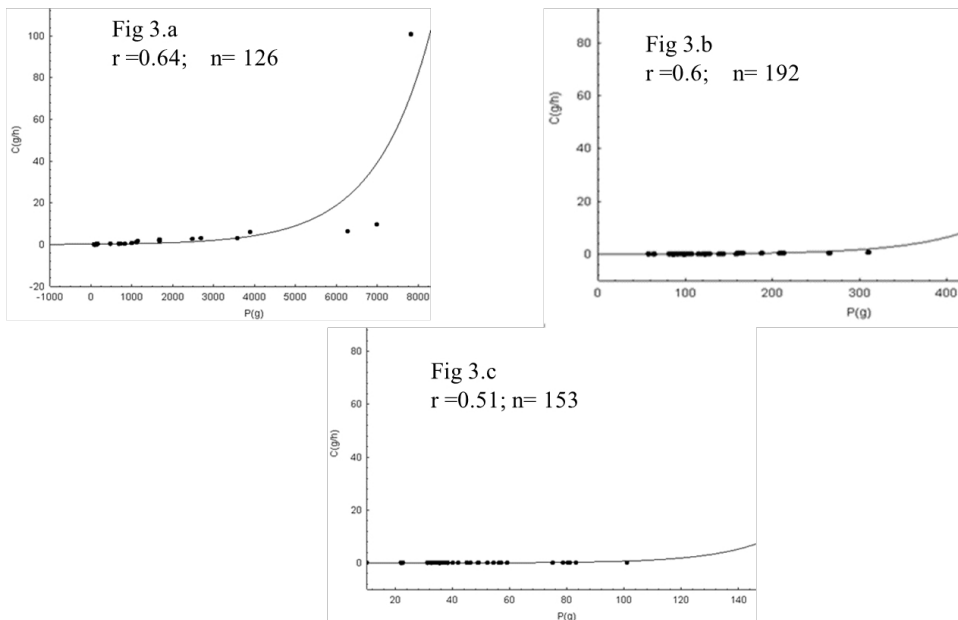 Fig 3.a
r =0.64; n= 126
100
80
60
40
20
0
-20
C(g/h)
-1000 0 1000 2000 3000 4000 5000 6000 7000 8000
P(g)
Fig 3.b
r =0.6; n= 192
80
60
40
20
0
C(g/h)
0 100 200 300 400
P(g)
Fig 3.c
r =0.51; n= 153
80
60
40
20
0
C(g/h)
20 40 60 80 100 120 140
P(g)